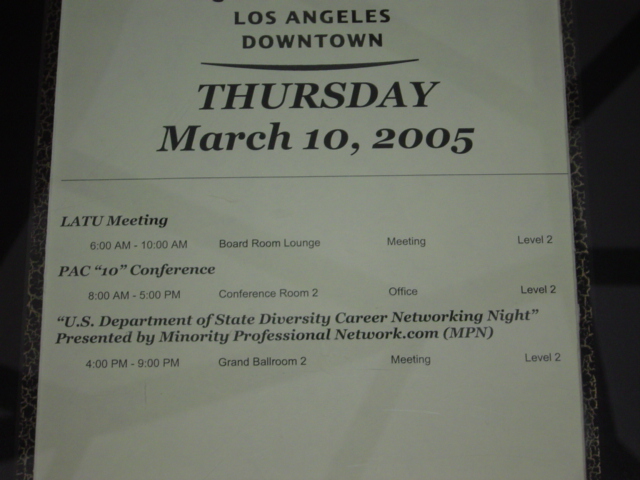 LOS ANGELES
DOWNTOWN
THURSDAY
March 10, 2005
LATU Meeting
6:00 AM - 10:00 AM Board Room Lounge Meeting Level 2
PAC "10" Conference
8:00 AM - 5:00 PM Conference Room 2 Office Level 2
"U.S. Department of State Diversity Career Networking Night"
Presented by Minority Professional Network.com (MPN)
4:00 PM - 9:00 PM Grand Ballroom 2 Meeting Level 2